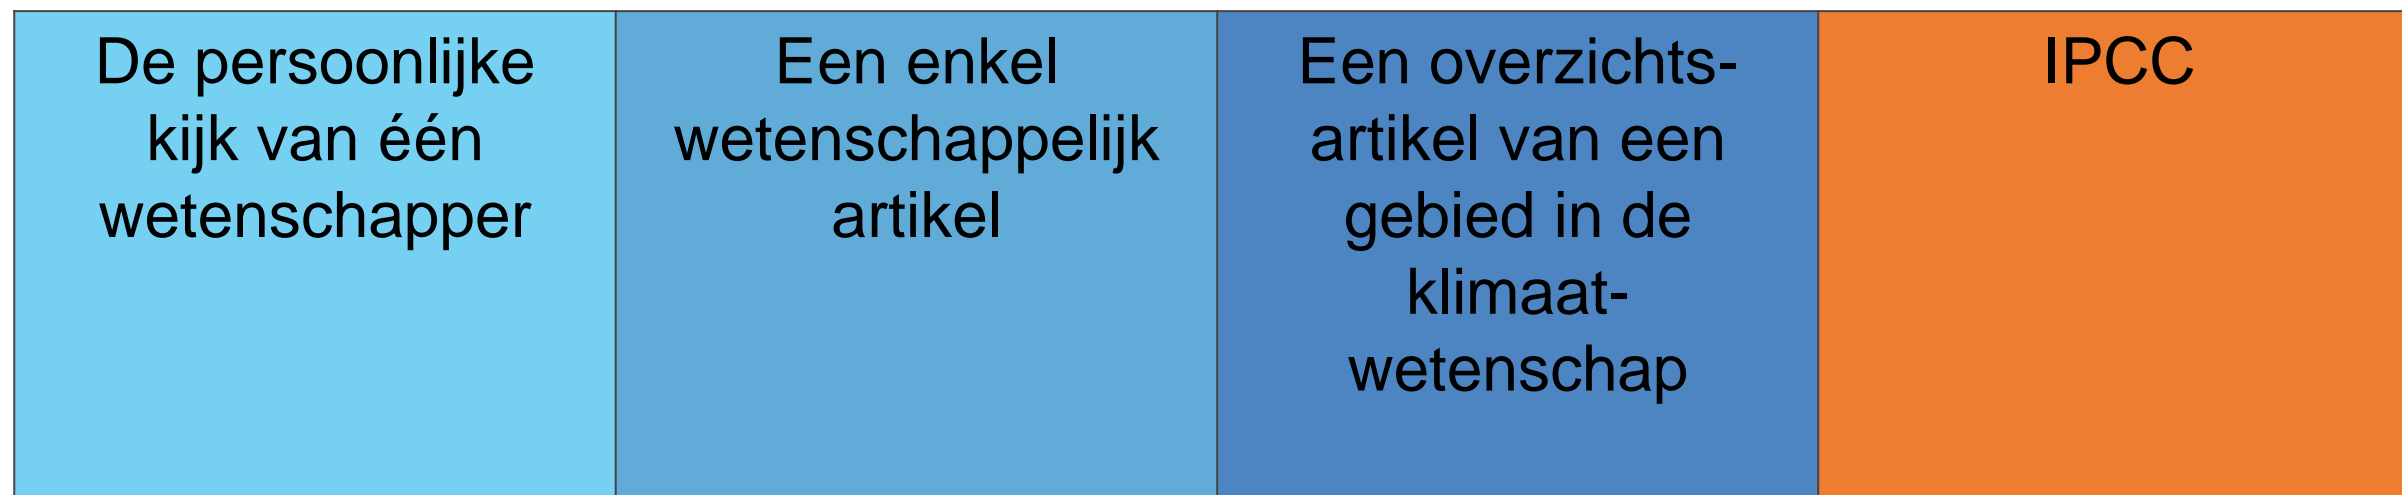 De persoonlijke
kijk van één
wetenschapper
Een enkel
wetenschappelijk
artikel
Een overzichts-
artikel van een
gebied in de
klimaat-
wetenschap
IPCC